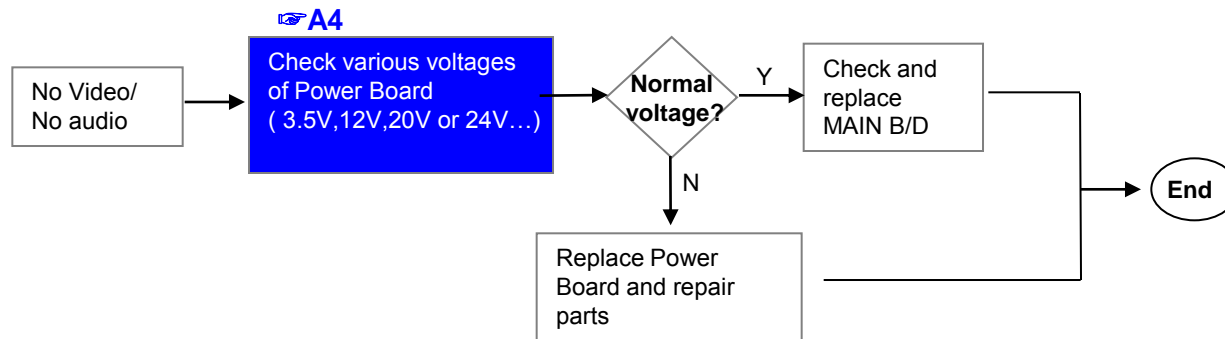 ☞A4
No Video/
No audio
Check various voltages
of Power Board
( 3.5V,12V,20V or 24V…)
Normal
voltage?
Y
Check and
replace
MAIN B/D
N
Replace Power
Board and repair
parts
End